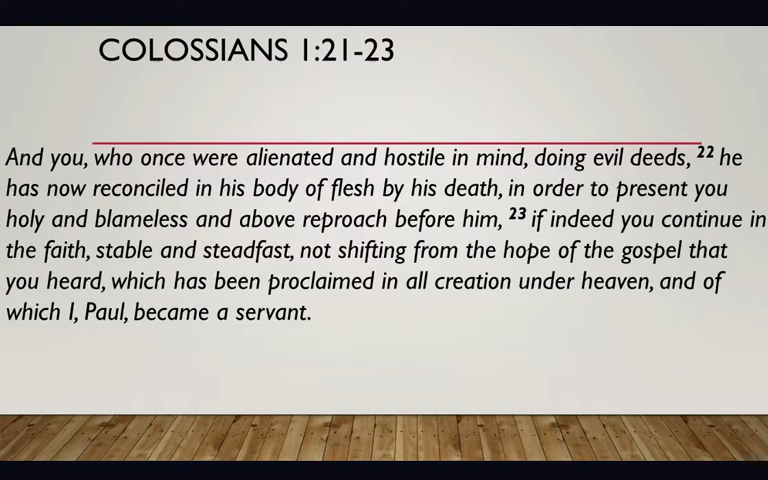 COLOSSIANS 1:21-23
And you, who once were alienated and hostile in mind, doing evil deeds, 22 he
has now reconciled in his body of flesh by his death, in order to present you
holy and blameless and above reproach before him, 23 if indeed you continue in
the faith, stable and steadfast, not shifting from the hope of the gospel that
you heard, which has been proclaimed in all creation under heaven, and of
which I, Paul, became a servant.